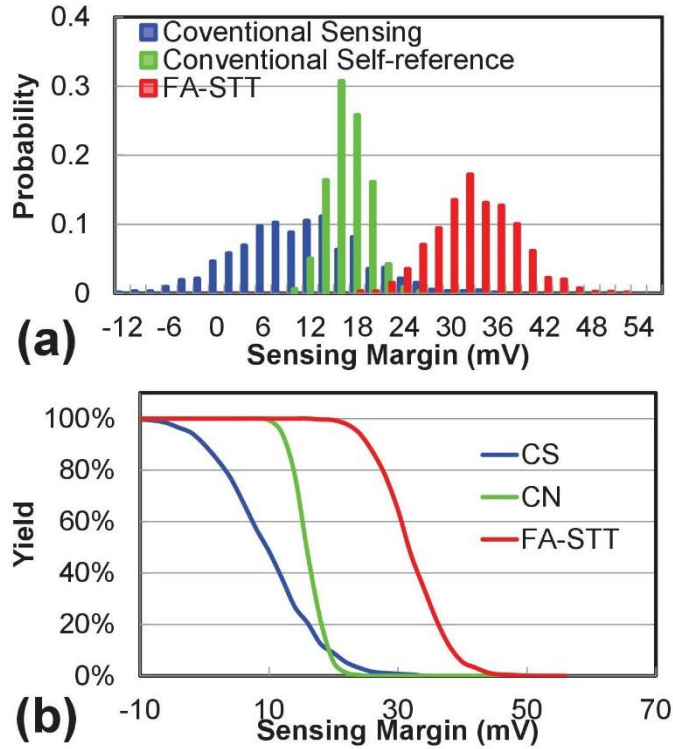 0.4
Coventional Sensing
Conventional Self-reference
FA-STT
0.3
0.2
0.1
0
Probability
-12 -6 0 6 12 18 24 30 36 42 48 54
(a)
Sensing Margin (mV)
100%
80%
60%
40%
20%
0%
Yield
CS
CN
FA-STT
-10 10 30 50 70
(b)
Sensing Margin (mV)